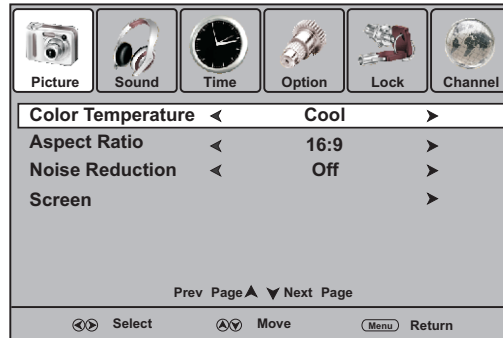 Picture Sound Time Option Lock Channel
Color Temperature Cool
Aspect Ratio 16:9
Noise Reduction Off
Screen
Prev Page Next Page
Select Move Menu Return